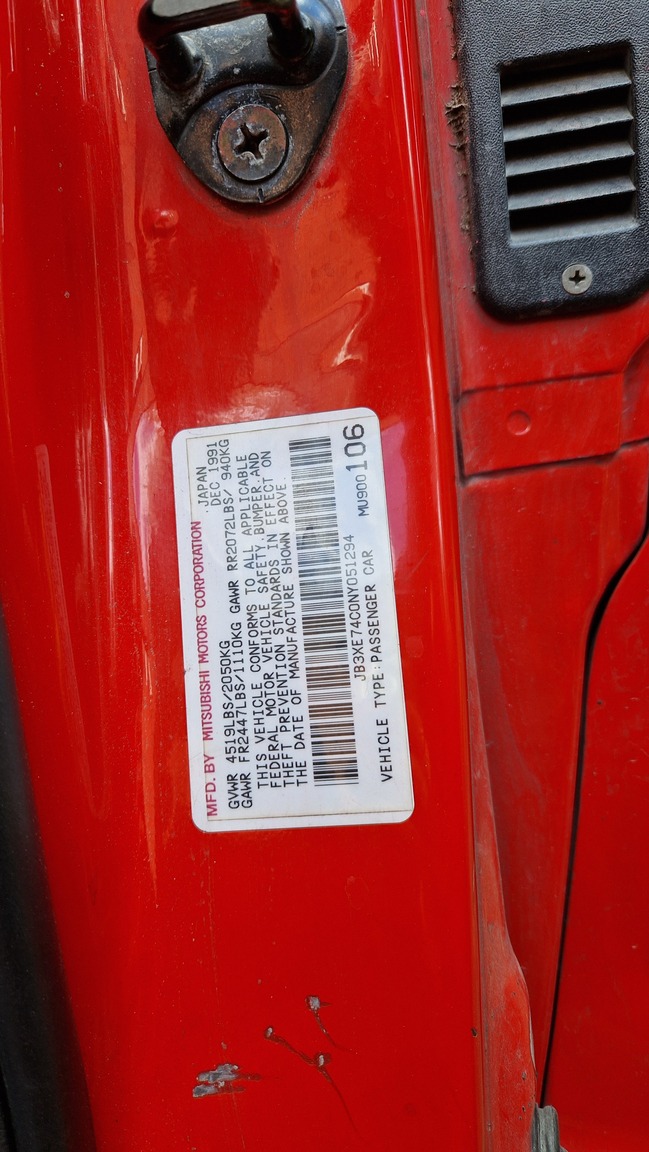 MFD. BY MITSUBISHI MOTORS CORPORATION JAPAN
DEC 1991
GVWR 4519LBS/2050KG
GAWR FR2447LBS/1110KG GAWR RR2072LBS/ 940KG
THIS VEHICLE CONFORMS TO ALL APPLICABLE
FEDERAL MOTOR VEHICLE SAFETY,BUMPER,AND
THEFT PREVENTION STANDARDS IN EFFECT ON
THE DATE OF MANUFACTURE SHOWN ABOVE.
JB3XE74C0NY051294
VEHICLE TYPE:PASSENGER CAR MU900106